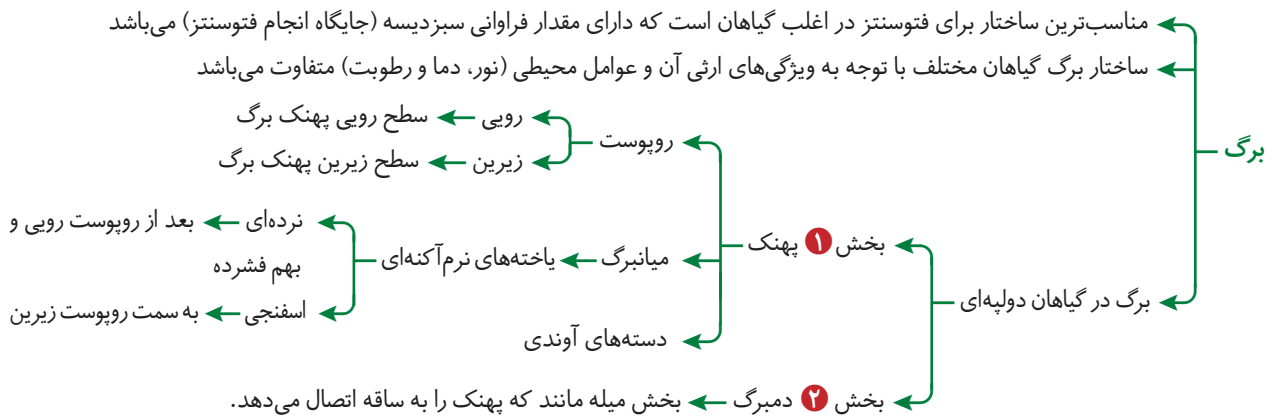 مناسب‌ترین ساختار برای فتوسنتز در اغلب گیاهان است که دارای مقدار فراوانی سبزدیسه (جایگاه انجام فتوسنتز) می‌باشد
ساختار برگ گیاهان مختلف با توجه به ویژگی‌های ارثی آن و عوامل محیطی (نور، دما و رطوبت) متفاوت می‌باشد
رویی
سطح رویی پهنک برگ
روپوست
زیرین
سطح زیرین پهنک برگ
برگ
نرده‌ای
بعد از روپوست رویی و
بهم فشرده
بخش ۱ پهنک
میانبرگ
یاخته‌های نرم‌آکنه‌ای
اسفنجی
به سمت روپوست زیرین
برگ در گیاهان دولپه‌ای
دسته‌های آوندی
بخش ۲ دمبرگ
بخش میله مانند که پهنک را به ساقه اتصال می‌دهد.